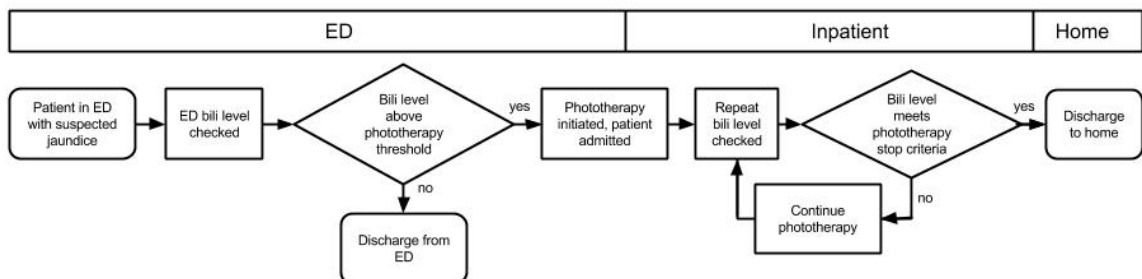 ED
Inpatient
Home
Patient in ED
with suspected
jaundice
ED bili level
checked
Bili level
above
phototherapy
threshold
yes
no
Discharge from
ED
Phototherapy
initiated, patient
admitted
Repeat
bili level
checked
Bili level
meets
phototherapy
stop criteria
yes
no
Continue
phototherapy
Discharge
to home